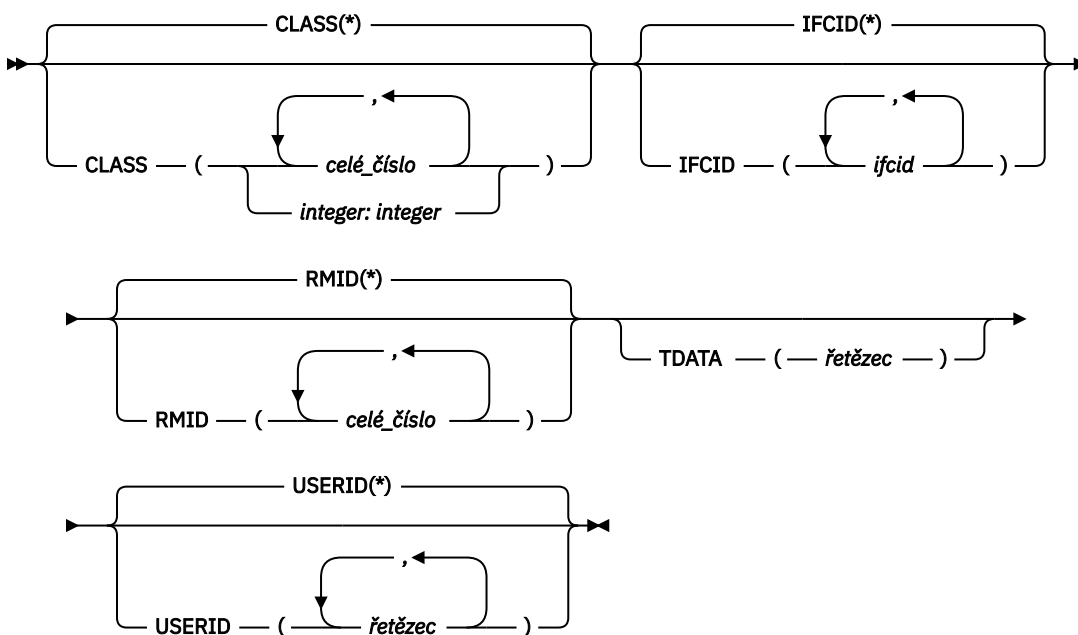 CLASS(*) IFCID(*)
, ,
CLASS ( celé_číslo ) IFCID ( ifcid )
integer: integer
RMID(*)
,
TDATA ( řetězec )
RMID ( celé_číslo )
USERID(*)
,
USERID ( řetězec )